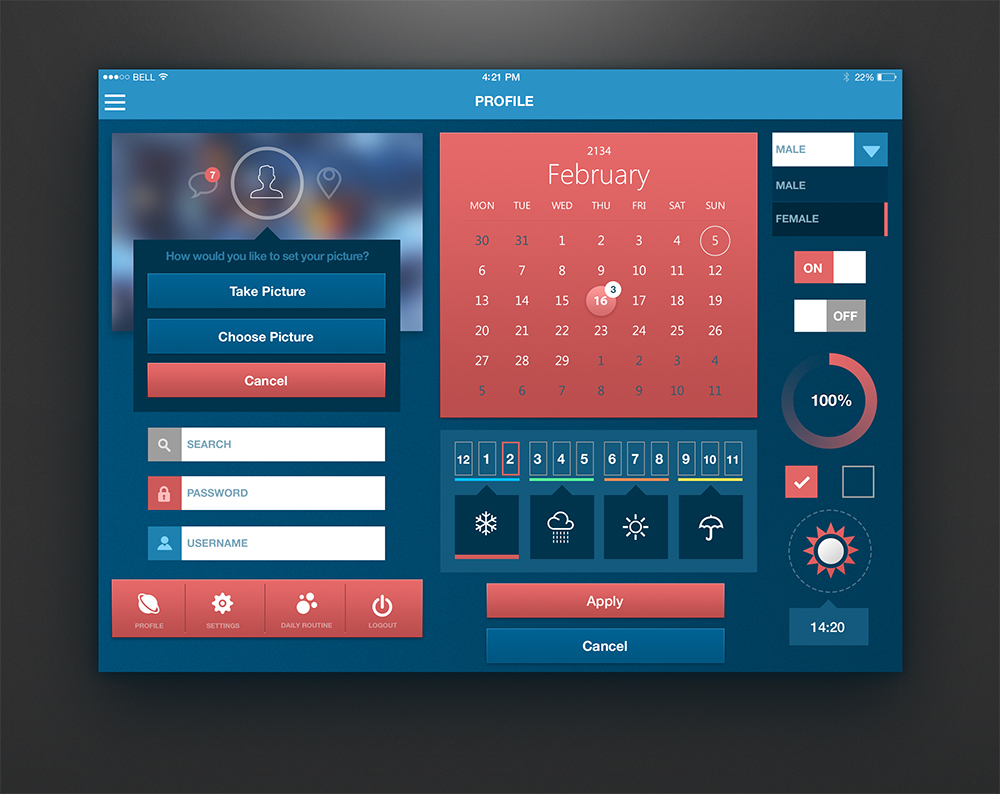 BELL
4:21 PM
22%
PROFILE
7
How would you like to set your picture?
Take Picture
Choose Picture
Cancel
SEARCH
PASSWORD
USERNAME
PROFILE SETTINGS DAILY ROUTINE LOGOUT
2134
February
MON TUE WED THU FRI SAT SUN
30 31 1 2 3 4 5
6 7 8 9 10 11 12
13 14 15 16 3 17 18 19
20 21 22 23 24 25 26
27 28 29 1 2 3 4
5 6 7 8 9 10 11
12 1 2 3 4 5 6 7 8 9 10 11
Apply
Cancel
MALE
MALE
FEMALE
ON
OFF
100%
14:20